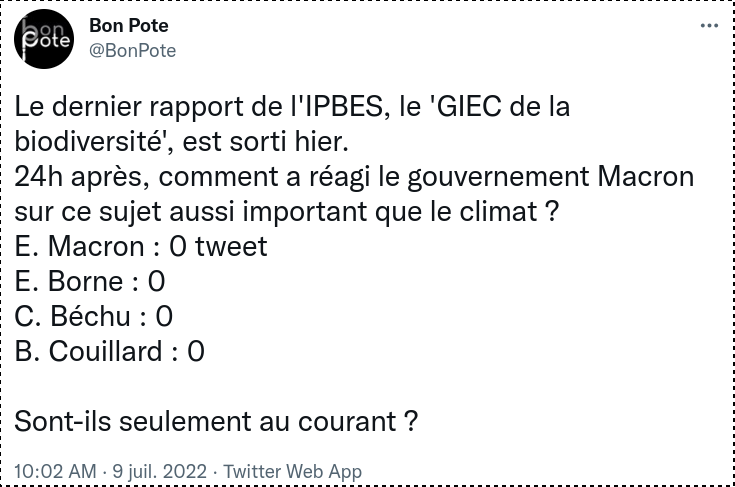 bon
pote
Bon Pote
@BonPote
Le dernier rapport de l'IPBES, le 'GIEC de la
biodiversité', est sorti hier.
24h après, comment a réagi le gouvernement Macron
sur ce sujet aussi important que le climat ?
E. Macron : 0 tweet
E. Borne : 0
C. Béchu : 0
B. Couillard : 0
Sont-ils seulement au courant ?
10:02 AM · 9 juil. 2022 · Twitter Web App